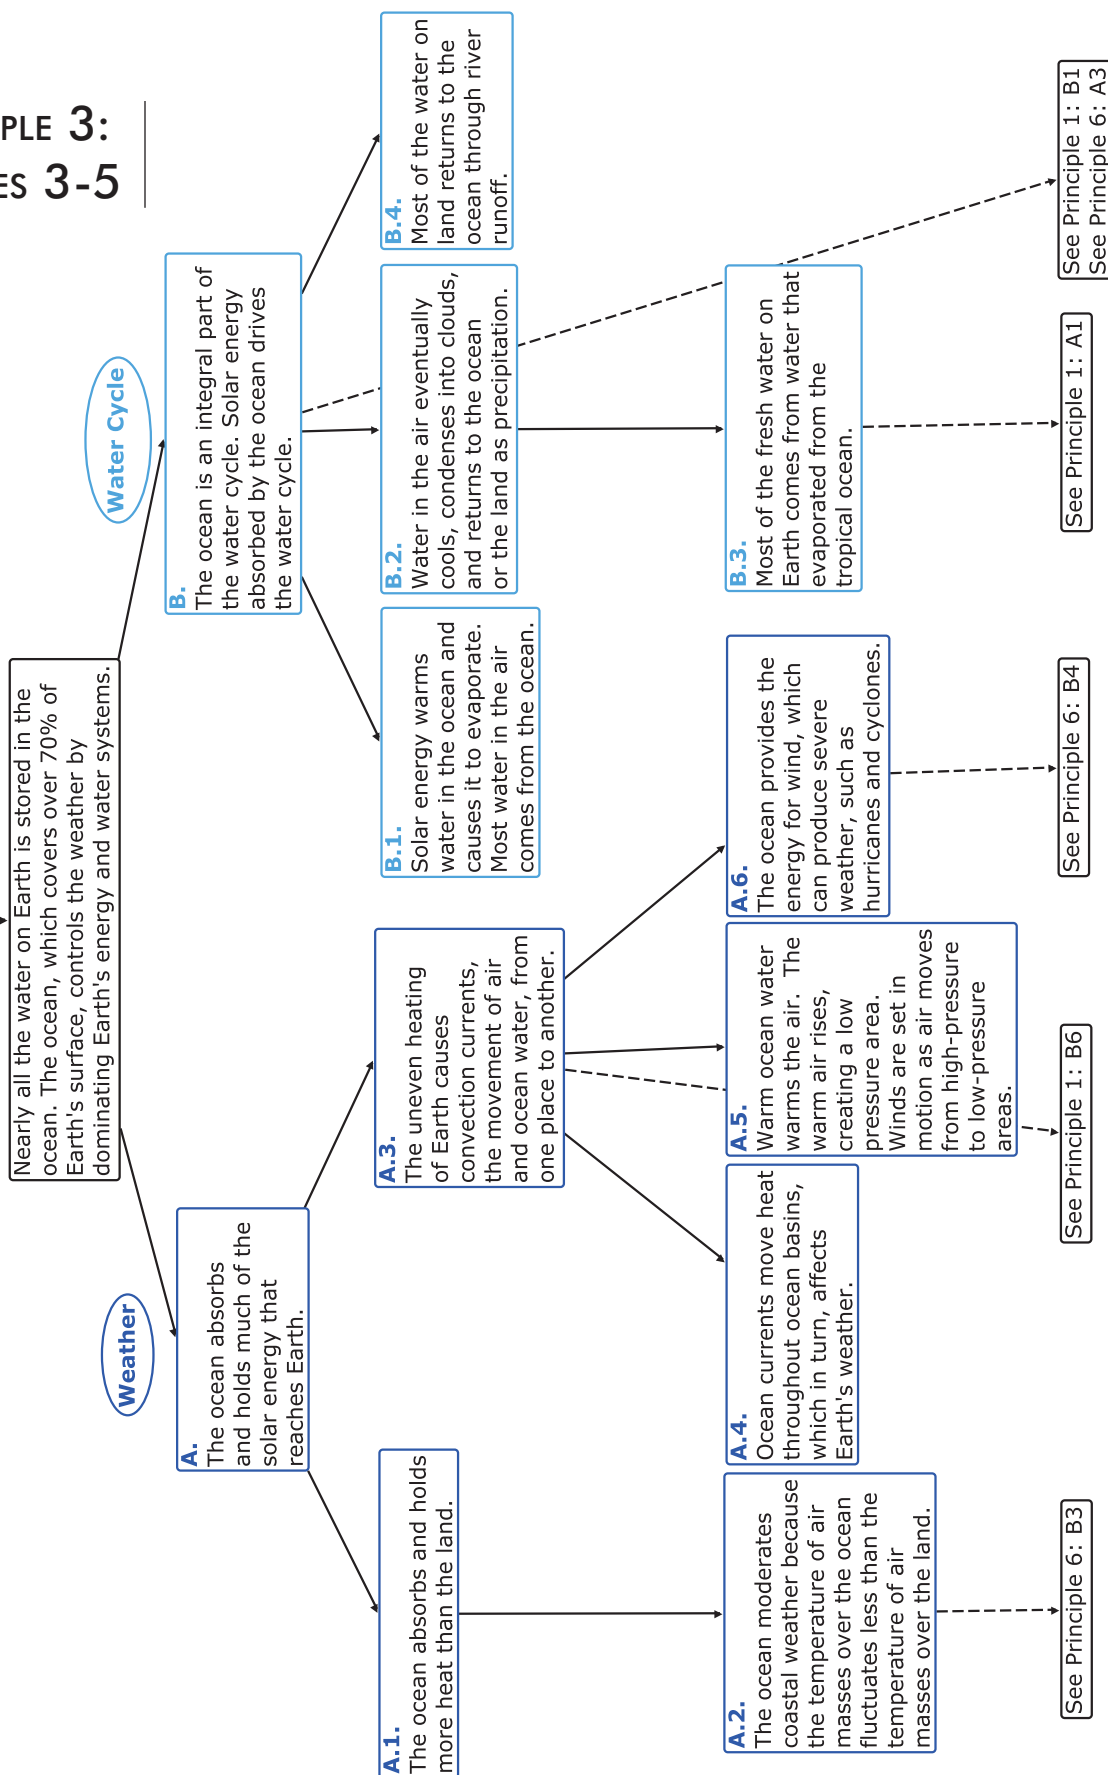 PLE 3:
ES 3-5
Nearly all the water on Earth is stored in the
ocean. The ocean, which covers over 70% of
Earth's surface, controls the weather by
dominating Earth's energy and water systems.
Weather
A.
The ocean absorbs
and holds much of the
solar energy that
reaches Earth.
A.1.
The ocean absorbs and holds
more heat than the land.
A.2.
The ocean moderates
coastal weather because
the temperature of air
masses over the ocean
fluctuates less than the
temperature of air
masses over the land.
See Principle 6: B3
A.3.
The uneven heating
of Earth causes
convection currents,
the movement of air
and ocean water, from
one place to another.
A.4.
Ocean currents move heat
throughout ocean basins,
which in turn, affects
Earth's weather.
A.5.
Warm ocean water
warms the air. The
warm air rises,
creating a low
pressure area.
Winds are set in
motion as air moves
from high-pressure
to low-pressure
areas.
See Principle 1: B6
A.6.
The ocean provides the
energy for wind, which
can produce severe
weather, such as
hurricanes and cyclones.
See Principle 6: B4
Water Cycle
B.
The ocean is an integral part of
the water cycle. Solar energy
absorbed by the ocean drives
the water cycle.
B.1.
Solar energy warms
water in the ocean and
causes it to evaporate.
Most water in the air
comes from the ocean.
B.2.
Water in the air eventually
cools, condenses into clouds,
and returns to the ocean
or the land as precipitation.
B.3.
Most of the fresh water on
Earth comes from water that
evaporated from the
tropical ocean.
See Principle 1: A1
B.4.
Most of the water on
land returns to the
ocean through river
runoff.
See Principle 1: B1
See Principle 6: A3